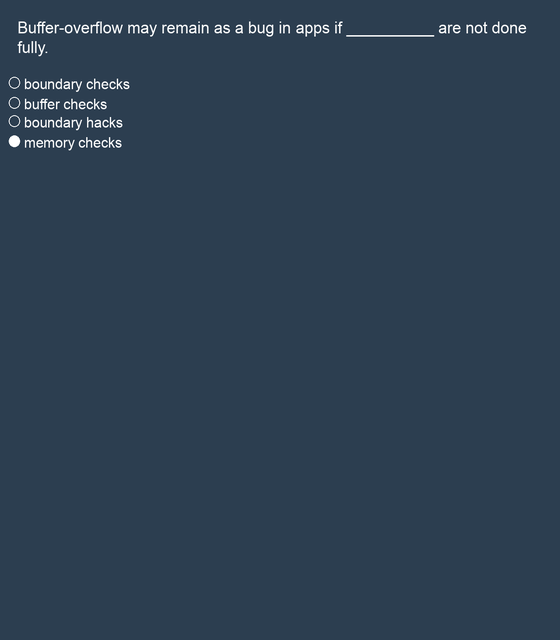 Buffer-overflow may remain as a bug in apps if __________ are not done
fully.
boundary checks
buffer checks
boundary hacks
memory checks